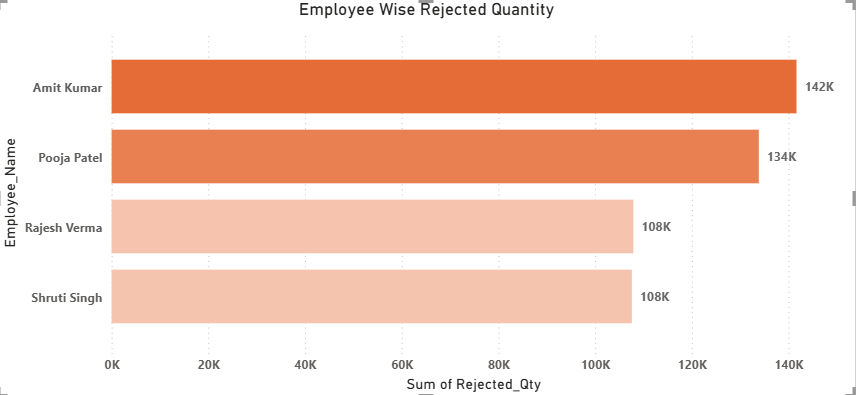 Employee Wise Rejected Quantity
Employee_Name
Amit Kumar 142K
Pooja Patel 134K
Rajesh Verma 108K
Shruti Singh 108K
0K 20K 40K 60K 80K 100K 120K 140K
Sum of Rejected_Qty